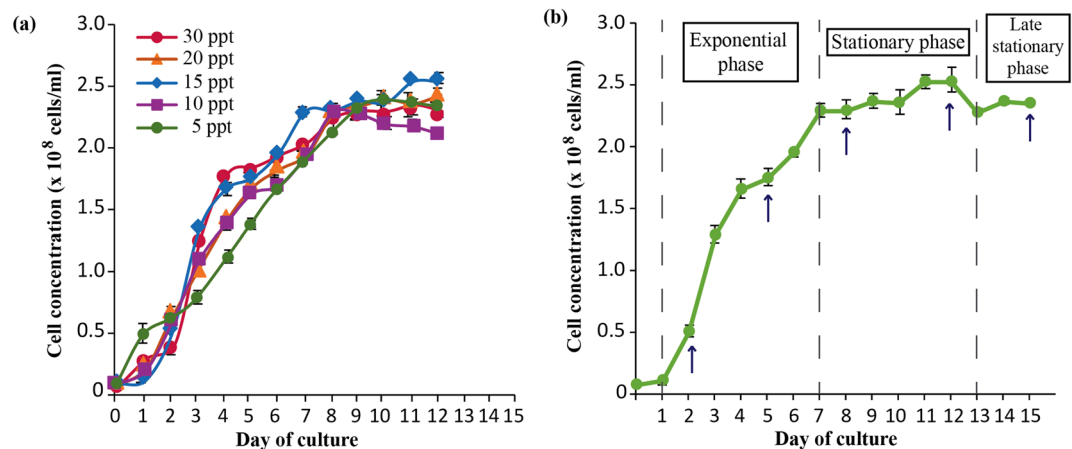 (a)
Cell concentration (x 10⁸ cells/ml)
3.0
2.5
2.0
1.5
1.0
0.5
0
30 ppt
20 ppt
15 ppt
10 ppt
5 ppt
0 1 2 3 4 5 6 7 8 9 10 11 12 13 14 15
Day of culture
(b)
Cell concentration (x 10⁸ cells/ml)
3.0
2.5
2.0
1.5
1.0
0.5
0
Exponential
phase
Stationary phase
Late
stationary
phase
1 2 3 4 5 6 7 8 9 10 11 12 13 14 15
Day of culture